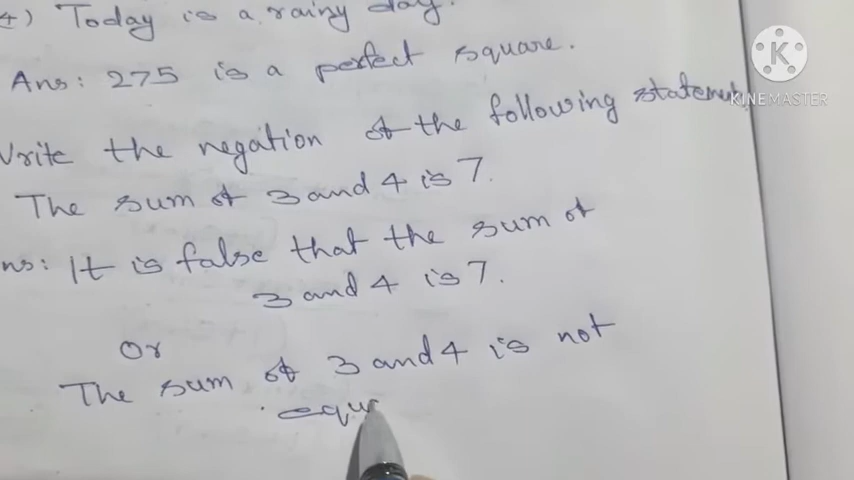 4) Today is a rainy day.
Ans: 275 is a perfect square.
KINEMASTER
Write the negation of the following statement
The sum of 3 and 4 is 7.
ns: It is false that the sum of
3 and 4 is 7.
Or
The sum of 3 and 4 is not
equ